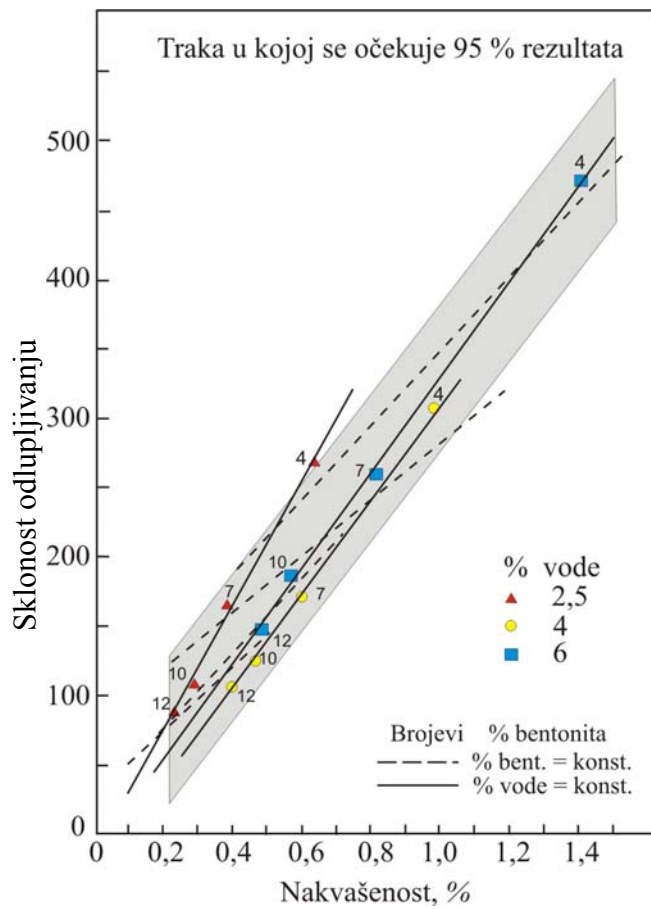 Traka u kojoj se očekuje 95 % rezultata
500
400
300
200
100
0
Sklonost odlupljivanju
4
4
4
7
10
7
7
10
12
10
12
12
% vode
2,5
4
6
Brojevi % bentonita
% bent. = konst.
% vode = konst.
0 0,2 0,4 0,6 0,8 1,0 1,2 1,4
Nakvašenost, %